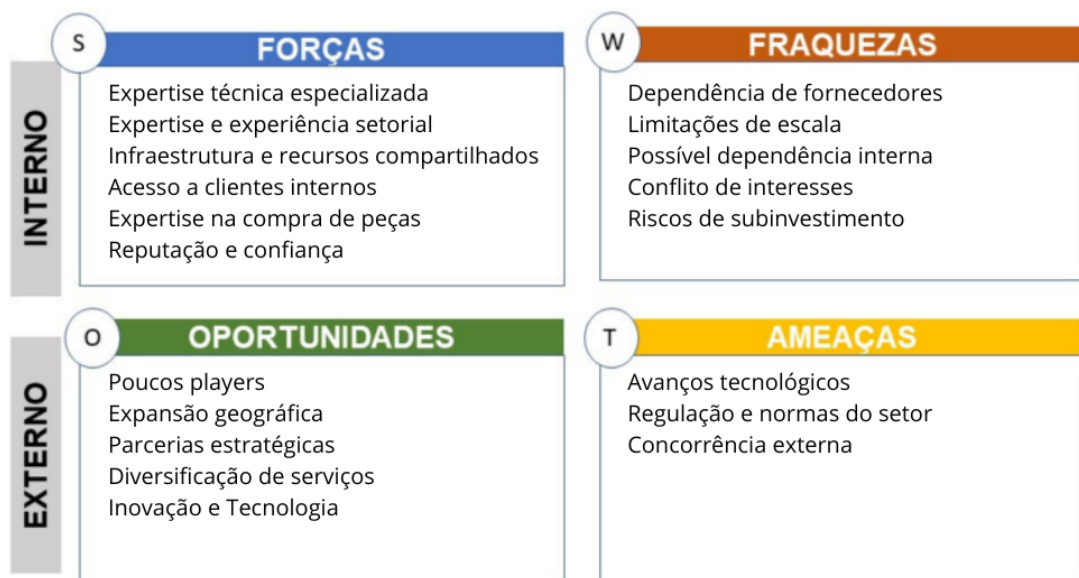 INTERNO
S
FORÇAS
Expertise técnica especializada
Expertise e experiência setorial
Infraestrutura e recursos compartilhados
Acesso a clientes internos
Expertise na compra de peças
Reputação e confiança
W
FRAQUEZAS
Dependência de fornecedores
Limitações de escala
Possível dependência interna
Conflito de interesses
Riscos de subinvestimento
EXTERNO
O
OPORTUNIDADES
Poucos players
Expansão geográfica
Parcerias estratégicas
Diversificação de serviços
Inovação e Tecnologia
T
AMEAÇAS
Avanços tecnológicos
Regulação e normas do setor
Concorrência externa